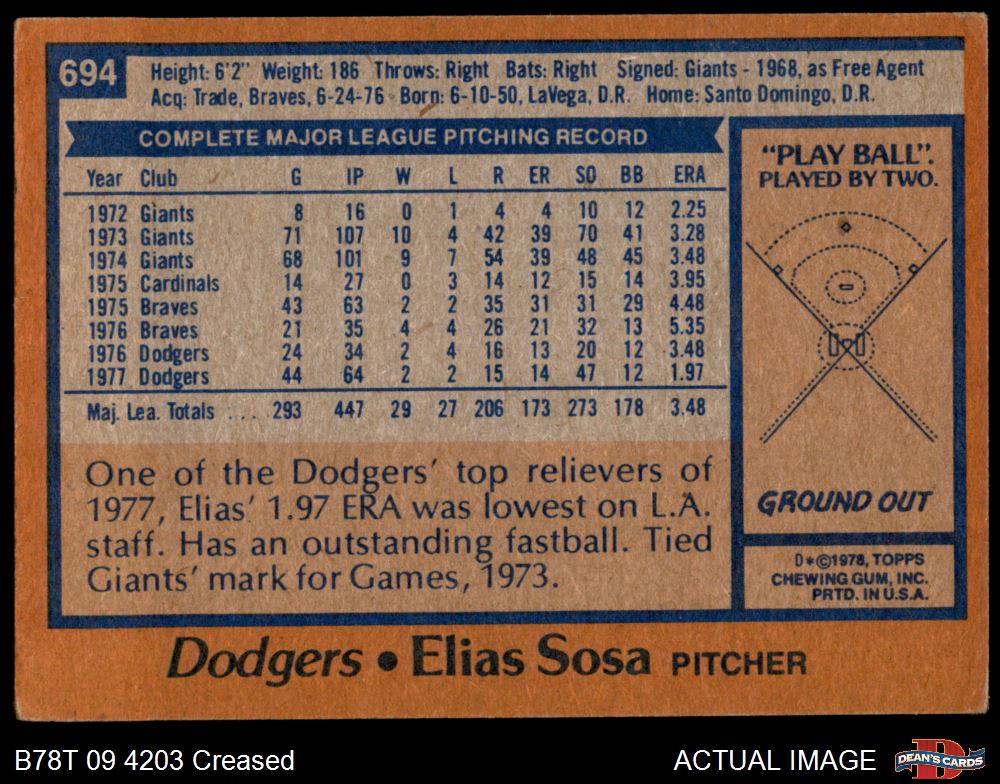 694
Height: 6'2" Weight: 186 Throws: Right Bats: Right Signed: Giants - 1968, as Free Agent
Acq: Trade, Braves, 6-24-76 Born: 6-10-50, LaVega, D.R. Home: Santo Domingo, D.R.
COMPLETE MAJOR LEAGUE PITCHING RECORD
Year Club G IP W L R ER SO BB ERA
1972 Giants 8 16 0 1 4 4 10 12 2.25
1973 Giants 71 107 10 4 42 39 70 41 3.28
1974 Giants 68 101 9 7 54 39 48 45 3.48
1975 Cardinals 14 27 0 3 14 12 15 14 3.95
1975 Braves 43 63 2 2 35 31 31 29 4.48
1976 Braves 21 35 4 4 26 21 32 13 5.35
1976 Dodgers 24 34 2 4 16 13 20 12 3.48
1977 Dodgers 44 64 2 2 15 14 47 12 1.97
Maj. Lea. Totals .... 293 447 29 27 206 173 273 178 3.48
One of the Dodgers' top relievers of
1977, Elias' 1.97 ERA was lowest on L.A.
staff. Has an outstanding fastball. Tied
Giants' mark for Games, 1973.
"PLAY BALL".
PLAYED BY TWO.
GROUND OUT
D*©1978, TOPPS
CHEWING GUM, INC.
PRTD. IN U.S.A.
Dodgers • Elias Sosa PITCHER
B78T 09 4203 Creased
ACTUAL IMAGE
DEAN'S CARDS